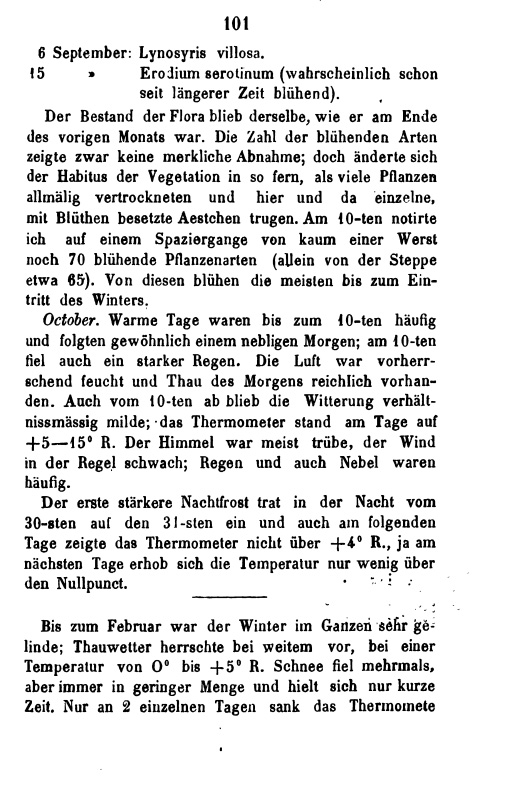 101
6 September: Lynosyris villosa.
15 » Erodium serotinum (wahrscheinlich schon
seit längerer Zeit blühend).
Der Bestand der Flora blieb derselbe, wie er am Ende
des vorigen Monats war. Die Zahl der blühenden Arten
zeigte zwar keine merkliche Abnahme; doch änderte sich
der Habitus der Vegetation in so fern, als viele Pflanzen
allmälig vertrockneten und hier und da einzelne,
mit Blüthen besetzte Aestchen trugen. Am 10-ten notirte
ich auf einem Spaziergange von kaum einer Werst
noch 70 blühende Pflanzenarten (allein von der Steppe
etwa 65). Von diesen blühen die meisten bis zum Ein-
tritt des Winters.
October. Warme Tage waren bis zum 10-ten häufig
und folgten gewöhnlich einem nebligen Morgen; am 10-ten
fiel auch ein starker Regen. Die Luft war vorherr-
schend feucht und Thau des Morgens reichlich vorhan-
den. Auch vom 10-ten ab blieb die Witterung verhält-
nissmässig milde; das Thermometer stand am Tage auf
+5—15° R. Der Himmel war meist trübe, der Wind
in der Regel schwach; Regen und auch Nebel waren
häufig.
Der erste stärkere Nachtfrost trat in der Nacht vom
30-sten auf den 31-sten ein und auch am folgenden
Tage zeigte das Thermometer nicht über +4° R., ja am
nächsten Tage erhob sich die Temperatur nur wenig über
den Nullpunct.
Bis zum Februar war der Winter im Ganzen sehr ge-
linde; Thauwetter herrschte bei weitem vor, bei einer
Temperatur von 0° bis +5° R. Schnee fiel mehrmals,
aber immer in geringer Menge und hielt sich nur kurze
Zeit. Nur an 2 einzelnen Tagen sank das Thermomete